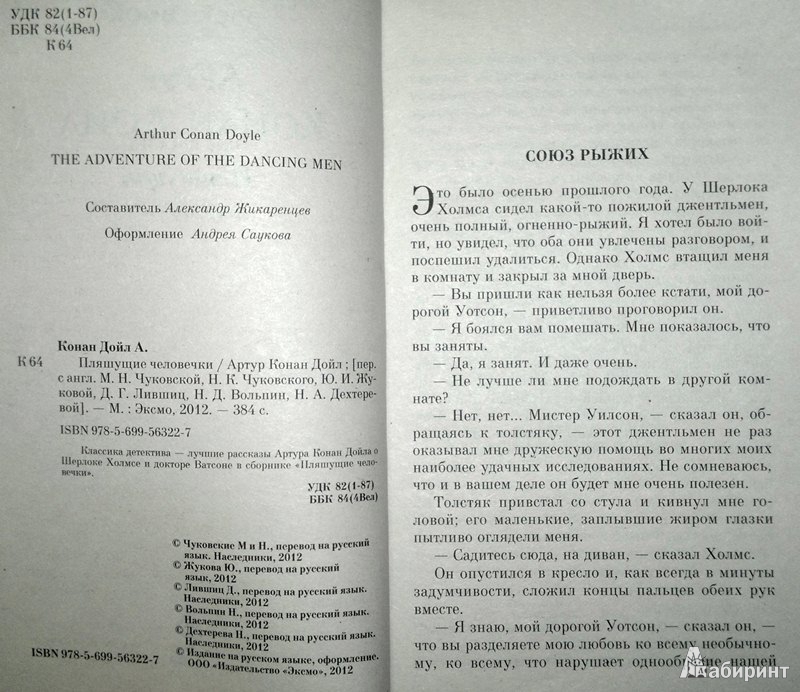 УДК 82(1-87)
ББК 84(4Вел)
К 64
Arthur Conan Doyle
THE ADVENTURE OF THE DANCING MEN
Составитель Александр Жикаренцев
Оформление Андрея Саукова
Конан Дойл А.
К 64 Пляшущие человечки / Артур Конан Дойл ; [пер.
с англ. М. Н. Чуковской, Н. К. Чуковского, Ю. И. Жу-
ковой, Д. Г. Лившиц, Н. Д. Вольпин, Н. А. Дехтере-
вой]. — М. : Эксмо, 2012. — 384 с.
ISBN 978-5-699-56322-7
Классика детектива — лучшие рассказы Артура Конан Дойла о
Шерлоке Холмсе и докторе Ватсоне в сборнике «Пляшущие чело-
вечки».
УДК 82(1-87)
ББК 84(4Вел)
© Чуковские М и Н., перевод на русский
язык. Наследники, 2012
© Жукова Ю., перевод на русский
язык, 2012
© Лившиц Д., перевод на русский язык.
Наследники, 2012
© Вольпин Н., перевод на русский язык.
Наследники, 2012
© Дехтерева Н., перевод на русский язык.
Наследники, 2012
© Издание на русском языке, оформление.
ООО «Издательство «Эксмо», 2012
ISBN 978-5-699-56322-7
СОЮЗ РЫЖИХ
Это было осенью прошлого года. У Шерлока
Холмса сидел какой-то пожилой джентльмен,
очень полный, огненно-рыжий. Я хотел было вой-
ти, но увидел, что оба они увлечены разговором, и
поспешил удалиться. Однако Холмс втащил меня
в комнату и закрыл за мной дверь.
— Вы пришли как нельзя более кстати, мой до-
рогой Уотсон, — приветливо проговорил он.
— Я боялся вам помешать. Мне показалось, что
вы заняты.
— Да, я занят. И даже очень.
— Не лучше ли мне подождать в другой ком-
нате?
— Нет, нет... Мистер Уилсон, — сказал он, об-
ращаясь к толстяку, — этот джентльмен не раз
оказывал мне дружескую помощь во многих моих
наиболее удачных исследованиях. Не сомневаюсь,
что и в вашем деле он будет мне очень полезен.
Толстяк привстал со стула и кивнул мне го-
ловой; его маленькие, заплывшие жиром глазки
пытливо оглядели меня.
— Садитесь сюда, на диван, — сказал Холмс.
Он опустился в кресло и, как всегда в минуты
задумчивости, сложил концы пальцев обеих рук
вместе.
— Я знаю, мой дорогой Уотсон, — сказал он, —
что вы разделяете мою любовь ко всему необычно-
му, ко всему, что нарушает однообразие нашей
Лабиринт